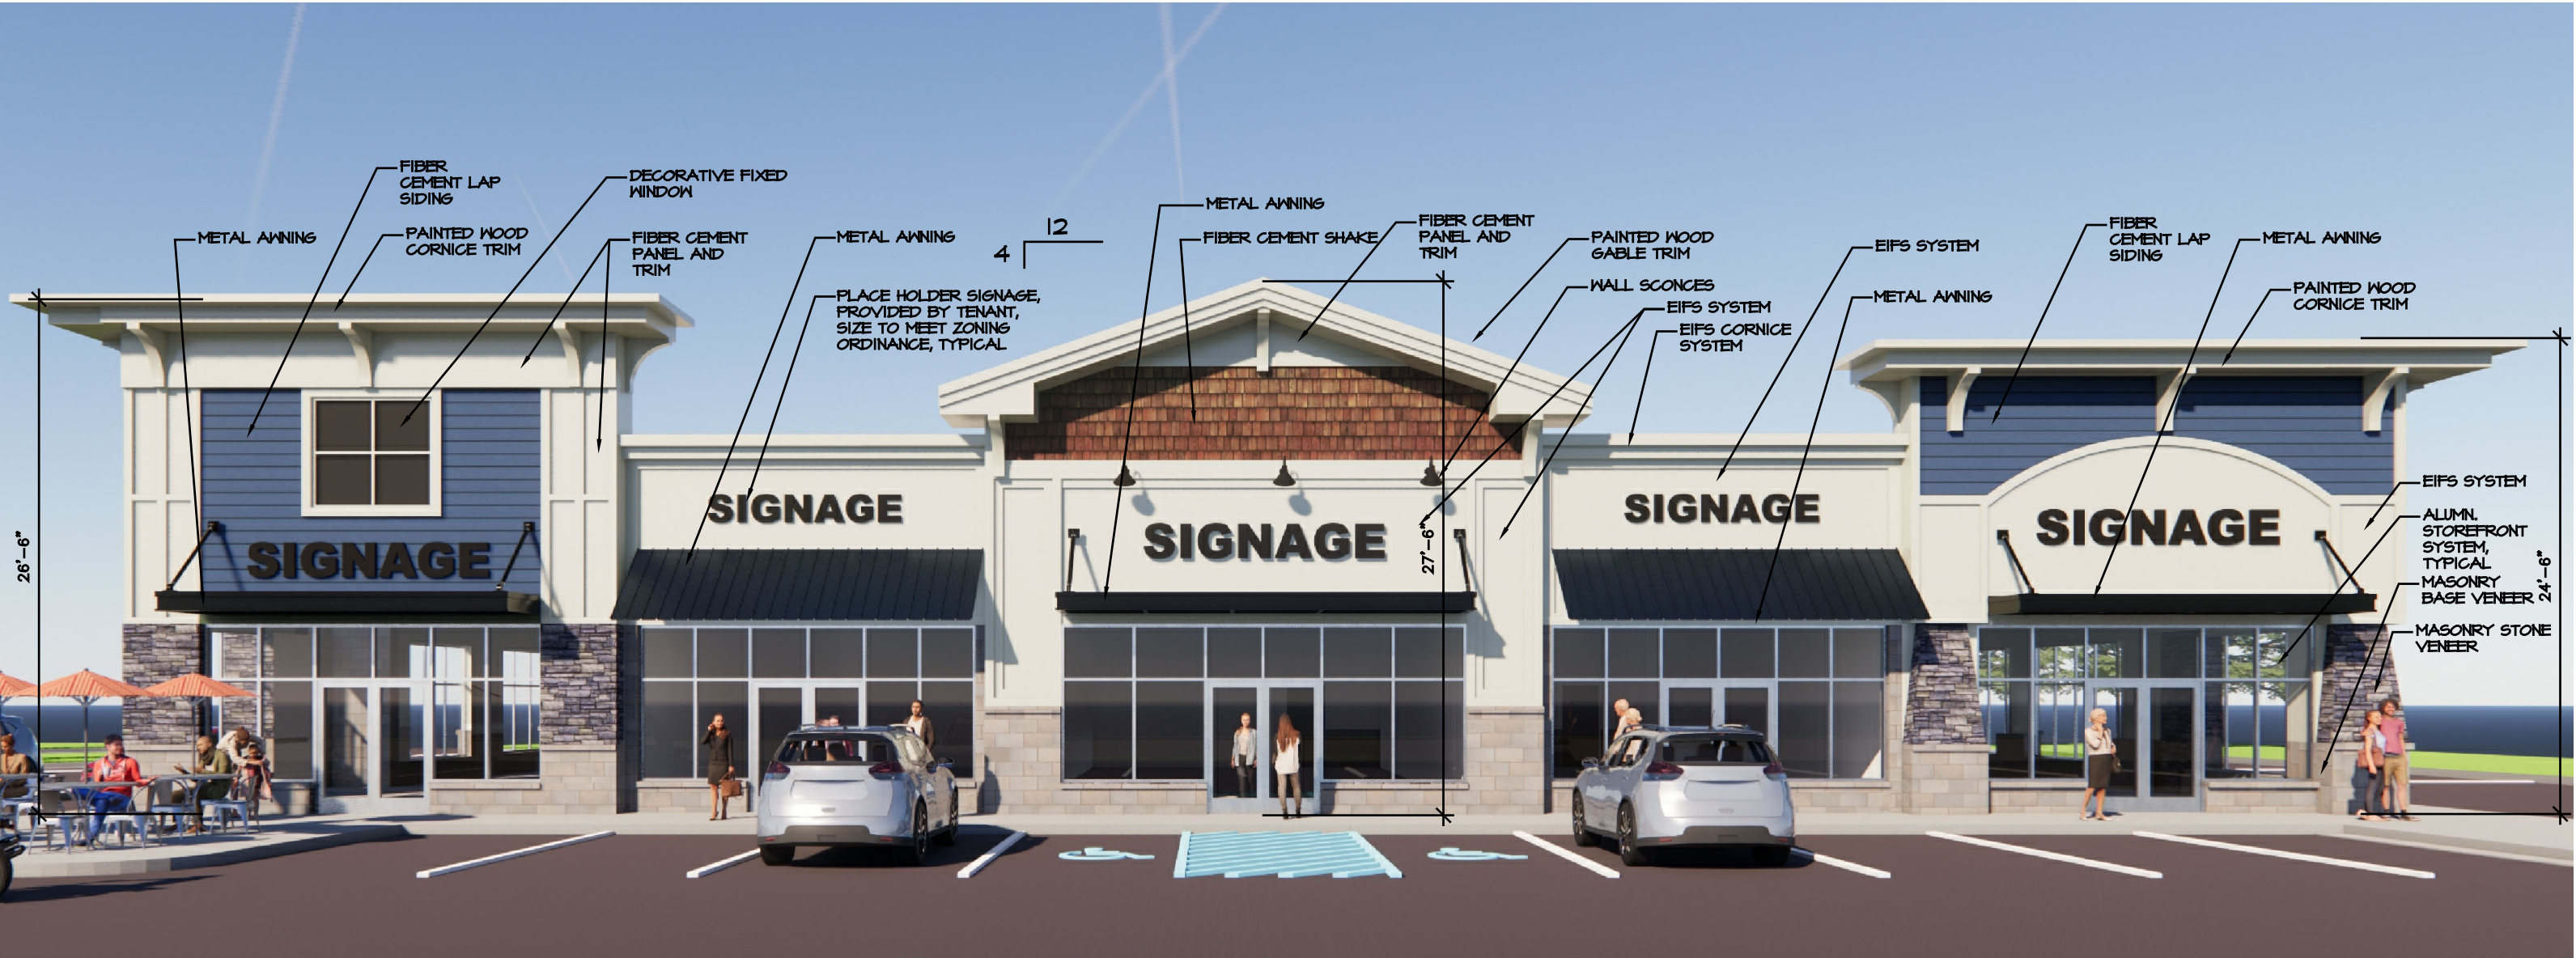 FIBER
CEMENT LAP
SIDING
DECORATIVE FIXED
WINDOW
METAL AWNING
PAINTED WOOD
CORNICE TRIM
FIBER CEMENT
PANEL AND
TRIM
METAL AWNING
PLACE HOLDER SIGNAGE,
PROVIDED BY TENANT,
SIZE TO MEET ZONING
ORDINANCE, TYPICAL
12
4
METAL AWNING
FIBER CEMENT SHAKE
FIBER CEMENT
PANEL AND
TRIM
PAINTED WOOD
GABLE TRIM
WALL SCONCES
EIFS SYSTEM
EIFS CORNICE
SYSTEM
EIFS SYSTEM
METAL AWNING
FIBER
CEMENT LAP
SIDING
METAL AWNING
PAINTED WOOD
CORNICE TRIM
EIFS SYSTEM
ALUMN.
STOREFRONT
SYSTEM,
TYPICAL
MASONRY
BASE VENEER
MASONRY STONE
VENEER
26'-6"
SIGNAGE
SIGNAGE
SIGNAGE
27'-6"
SIGNAGE
SIGNAGE
24'-6"